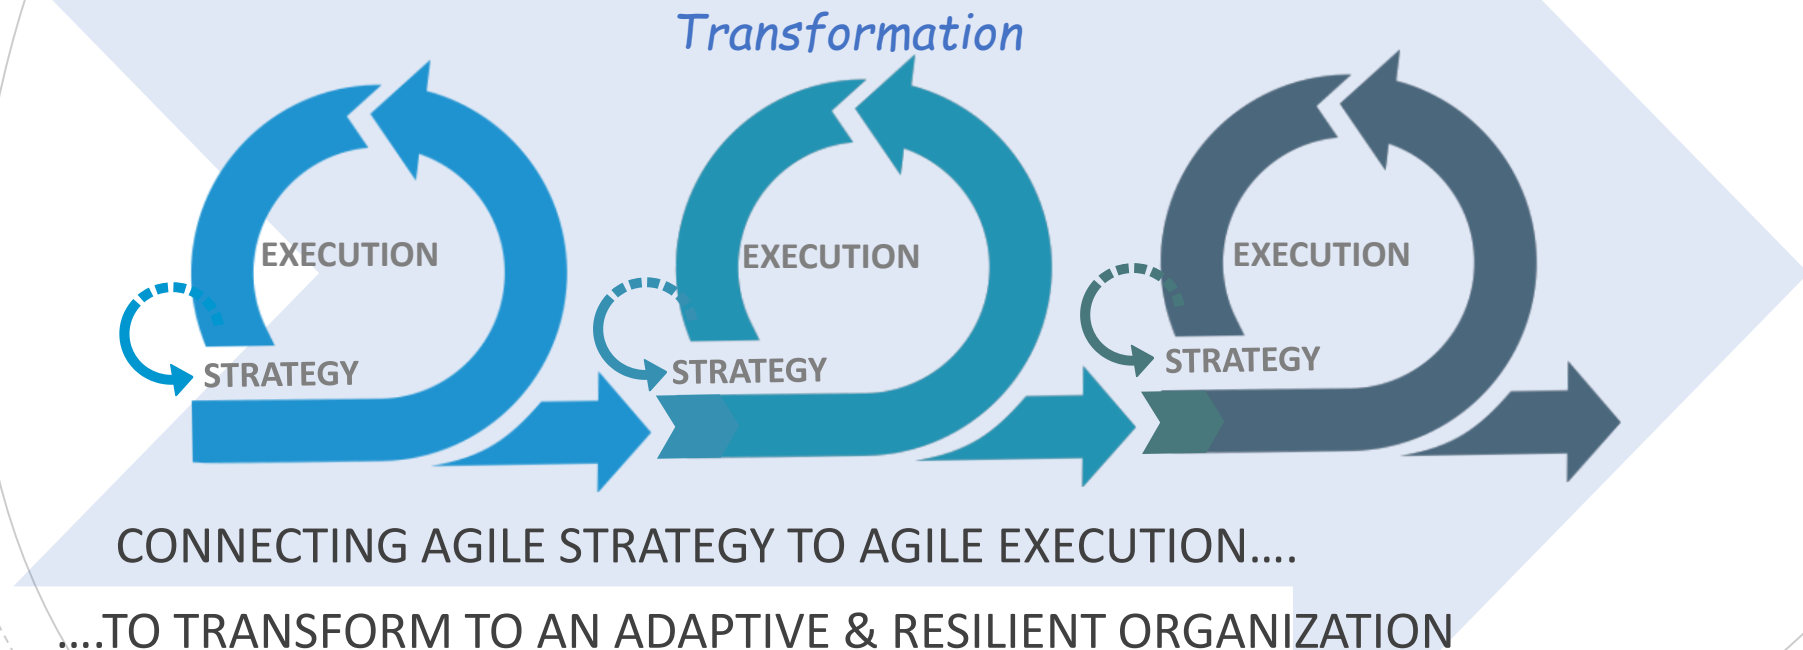 Transformation
EXECUTION
EXECUTION
EXECUTION
STRATEGY
STRATEGY
STRATEGY
CONNECTING AGILE STRATEGY TO AGILE EXECUTION....
....TO TRANSFORM TO AN ADAPTIVE & RESILIENT ORGANIZATION